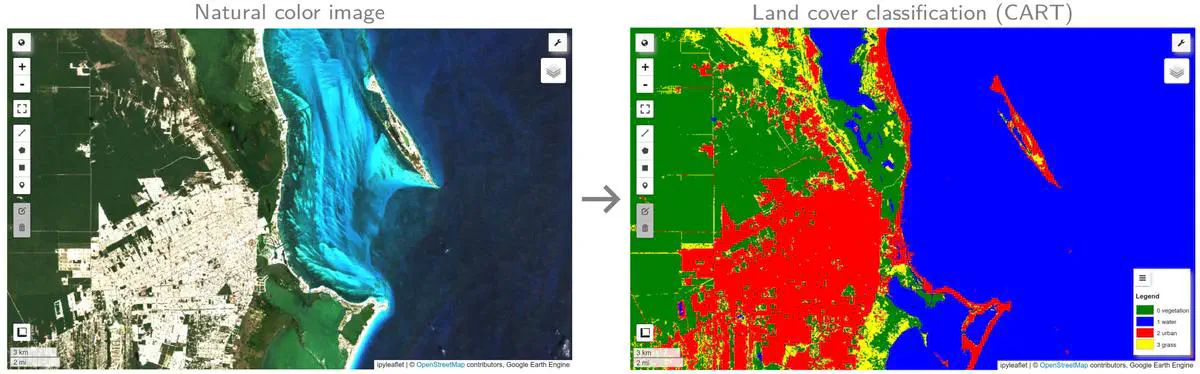 Natural color image
Land cover classification (CART)
+
-
3 km
2 mi
ipyleaflet | © OpenStreetMap contributors, Google Earth Engine
+
-
Legend
0 vegetation
1 water
2 urban
3 grass
3 km
2 mi
ipyleaflet | © OpenStreetMap contributors, Google Earth Engine